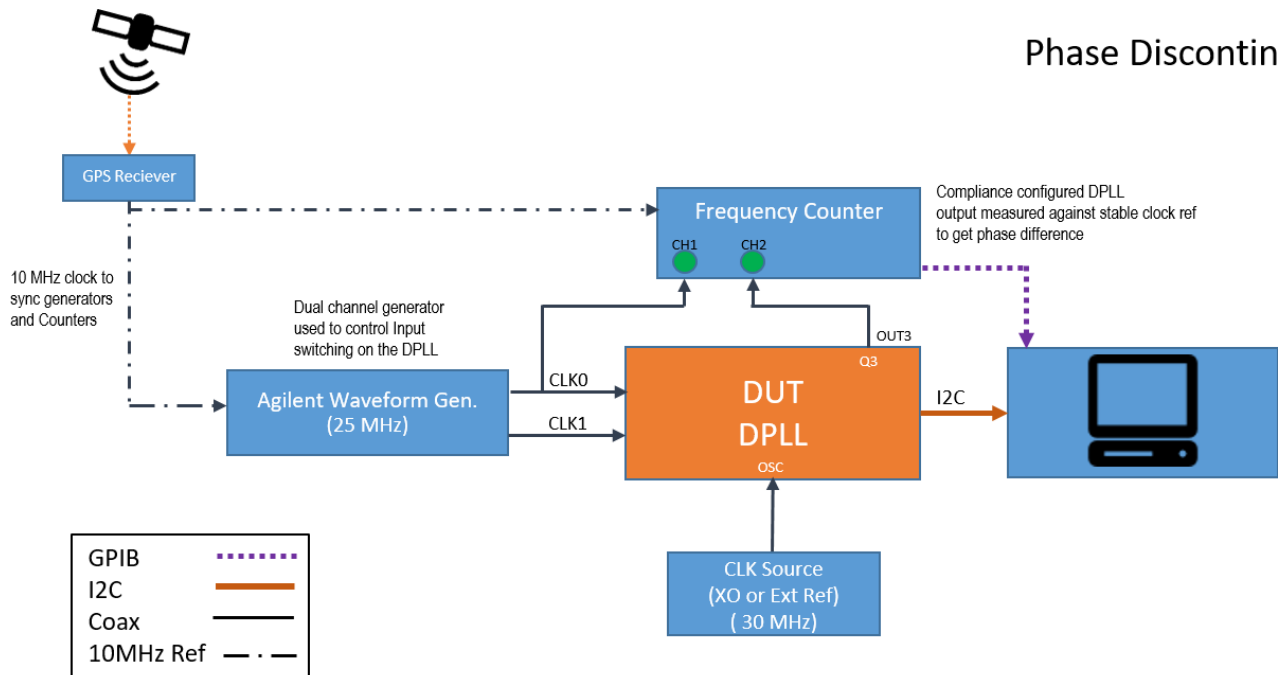 Phase Discontin
GPS Reciever
Frequency Counter
CH1
CH2
Compliance configured DPLL
output measured against stable clock ref
to get phase difference
10 MHz clock to
sync generators
and Counters
Dual channel generator
used to control Input
switching on the DPLL
OUT3
Q3
Agilent Waveform Gen.
(25 MHz)
CLK0
CLK1
DUT
DPLL
OSC
I2C
CLK Source
(XO or Ext Ref)
( 30 MHz)
GPIB
I2C
Coax
10MHz Ref